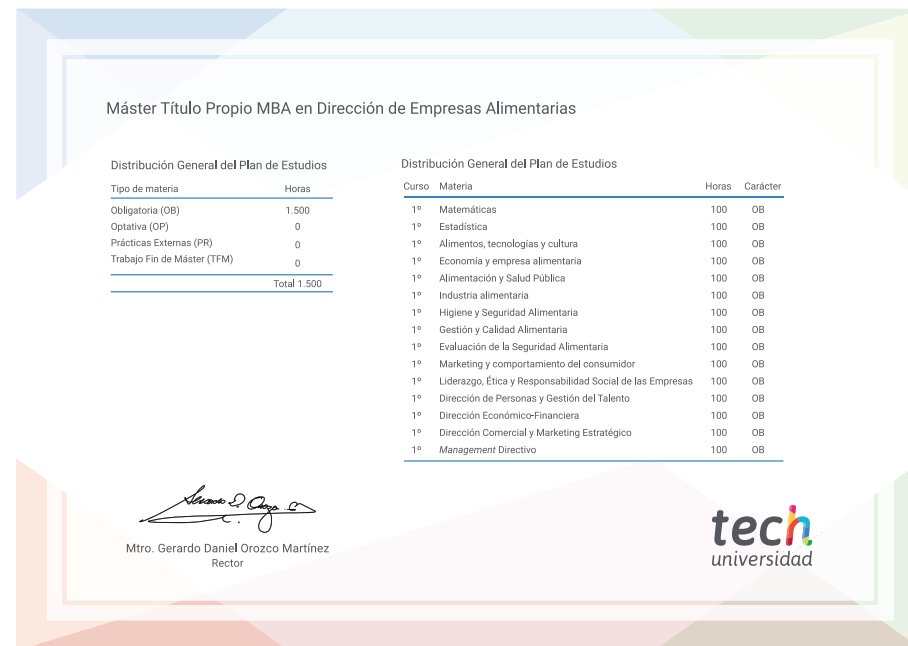 Máster Título Propio MBA en Dirección de Empresas Alimentarias
Distribución General del Plan de Estudios
Tipo de materia Horas
Obligatoria (OB) 1.500
Optativa (OP) 0
Prácticas Externas (PR) 0
Trabajo Fin de Máster (TFM) 0
Total 1.500
Distribución General del Plan de Estudios
Curso Materia Horas Carácter
1º Matemáticas 100 OB
1º Estadística 100 OB
1º Alimentos, tecnologías y cultura 100 OB
1º Economía y empresa alimentaria 100 OB
1º Alimentación y Salud Pública 100 OB
1º Industria alimentaria 100 OB
1º Higiene y Seguridad Alimentaria 100 OB
1º Gestión y Calidad Alimentaria 100 OB
1º Evaluación de la Seguridad Alimentaria 100 OB
1º Marketing y comportamiento del consumidor 100 OB
1º Liderazgo, Ética y Responsabilidad Social de las Empresas 100 OB
1º Dirección de Personas y Gestión del Talento 100 OB
1º Dirección Económico-Financiera 100 OB
1º Dirección Comercial y Marketing Estratégico 100 OB
1º Management Directivo 100 OB
Mtro. Gerardo Daniel Orozco Martínez
Rector
tech
universidad